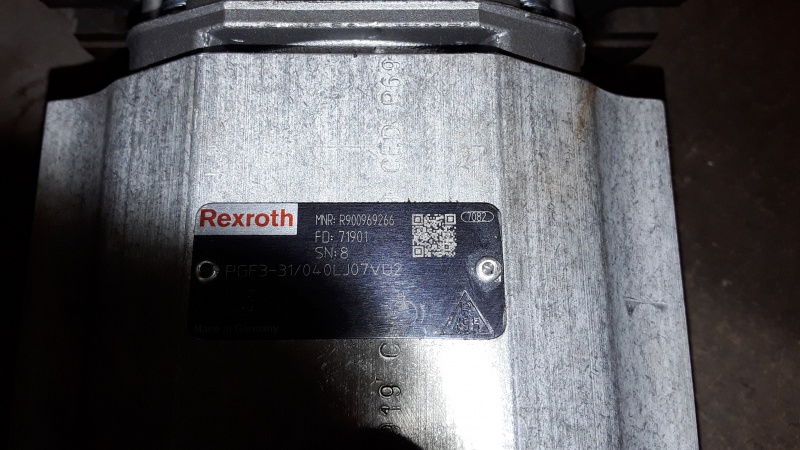 Rexroth
MNR: R900969266
7082
FD: 71901
SN: 8
PGF3-31/040LJ07VU2
Made in Germany